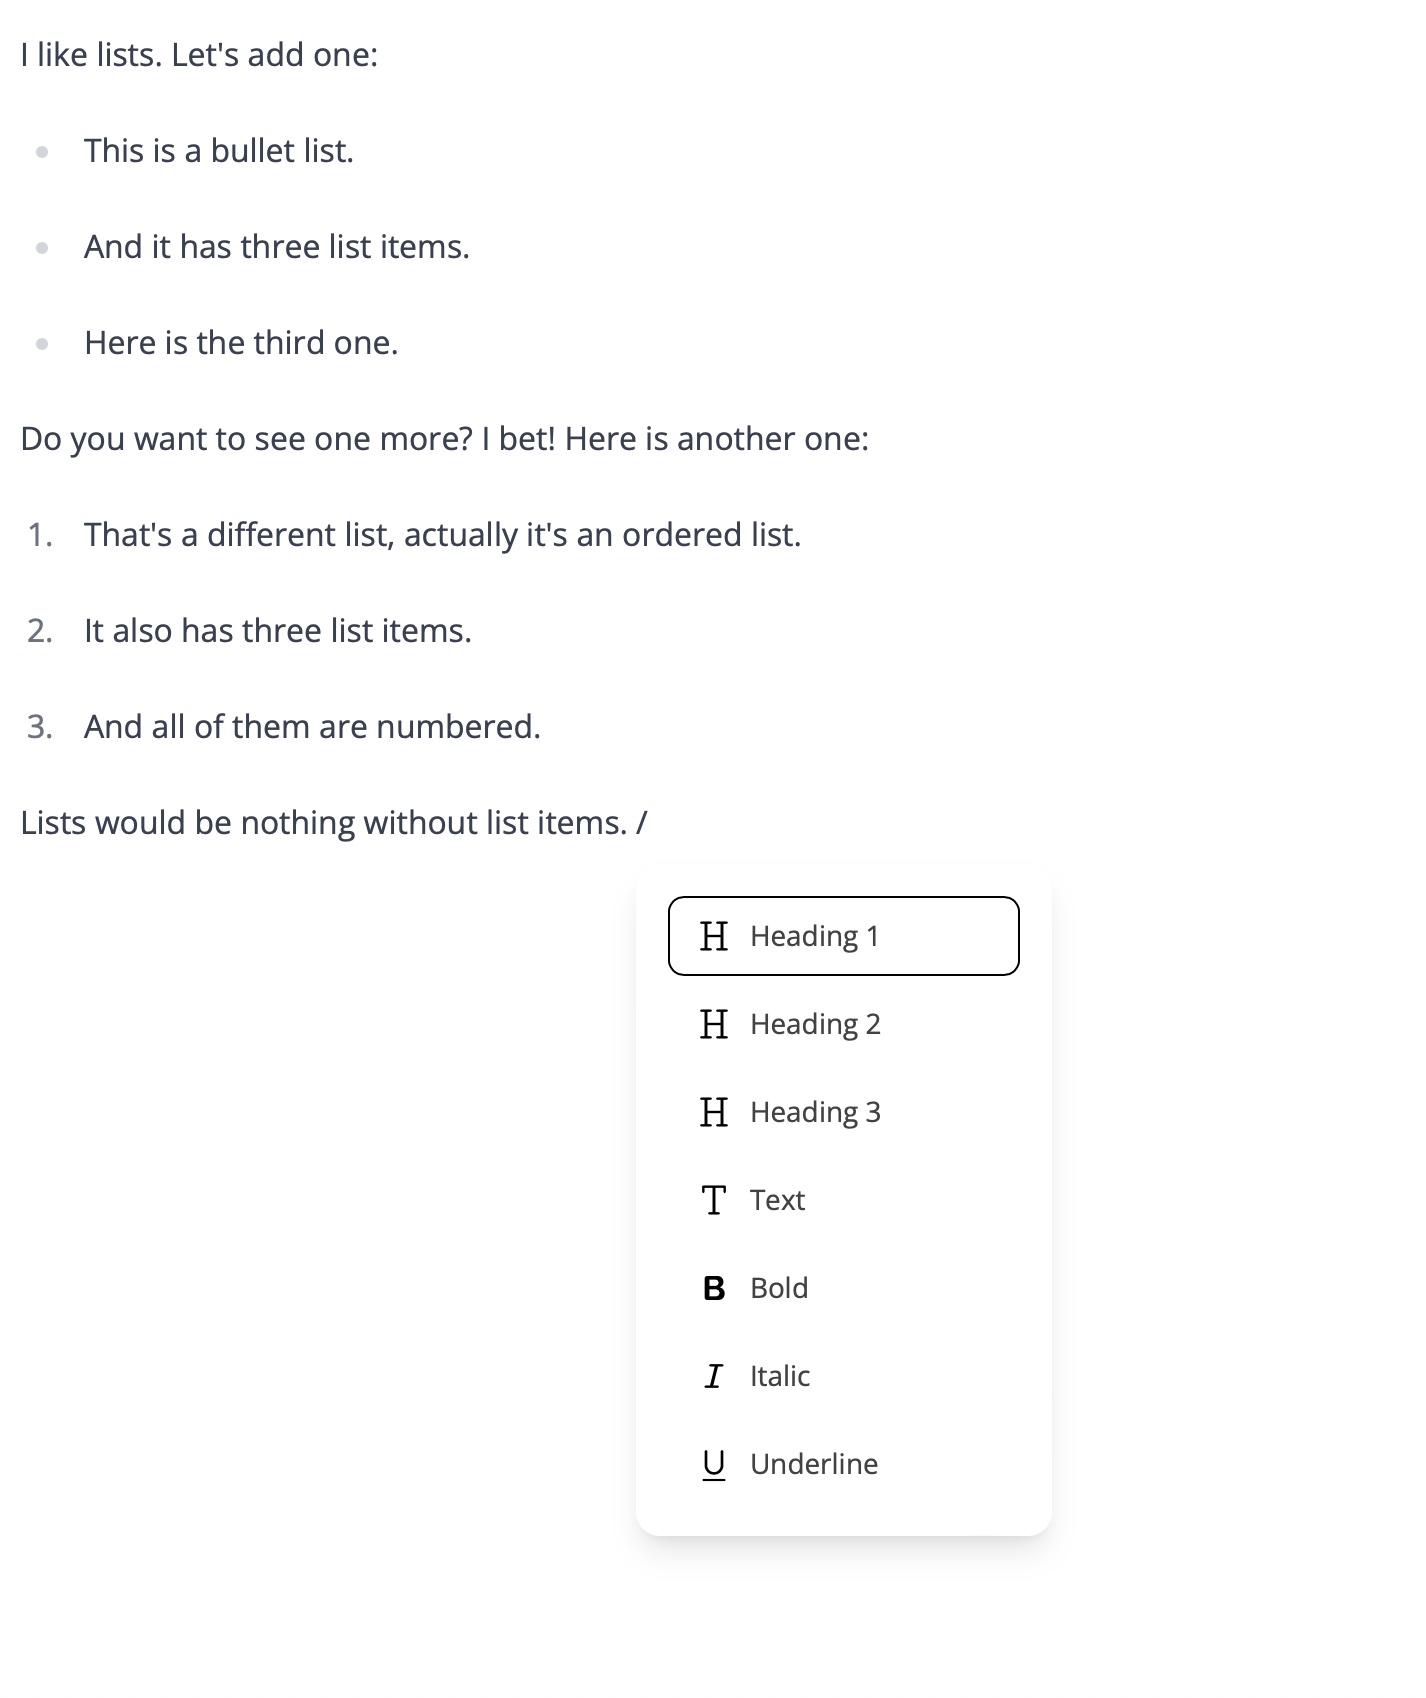 I like lists. Let's add one:
This is a bullet list.
And it has three list items.
Here is the third one.
Do you want to see one more? I bet! Here is another one:
1. That's a different list, actually it's an ordered list.
2. It also has three list items.
3. And all of them are numbered.
Lists would be nothing without list items. /
H Heading 1
H Heading 2
H Heading 3
T Text
B Bold
I Italic
U Underline